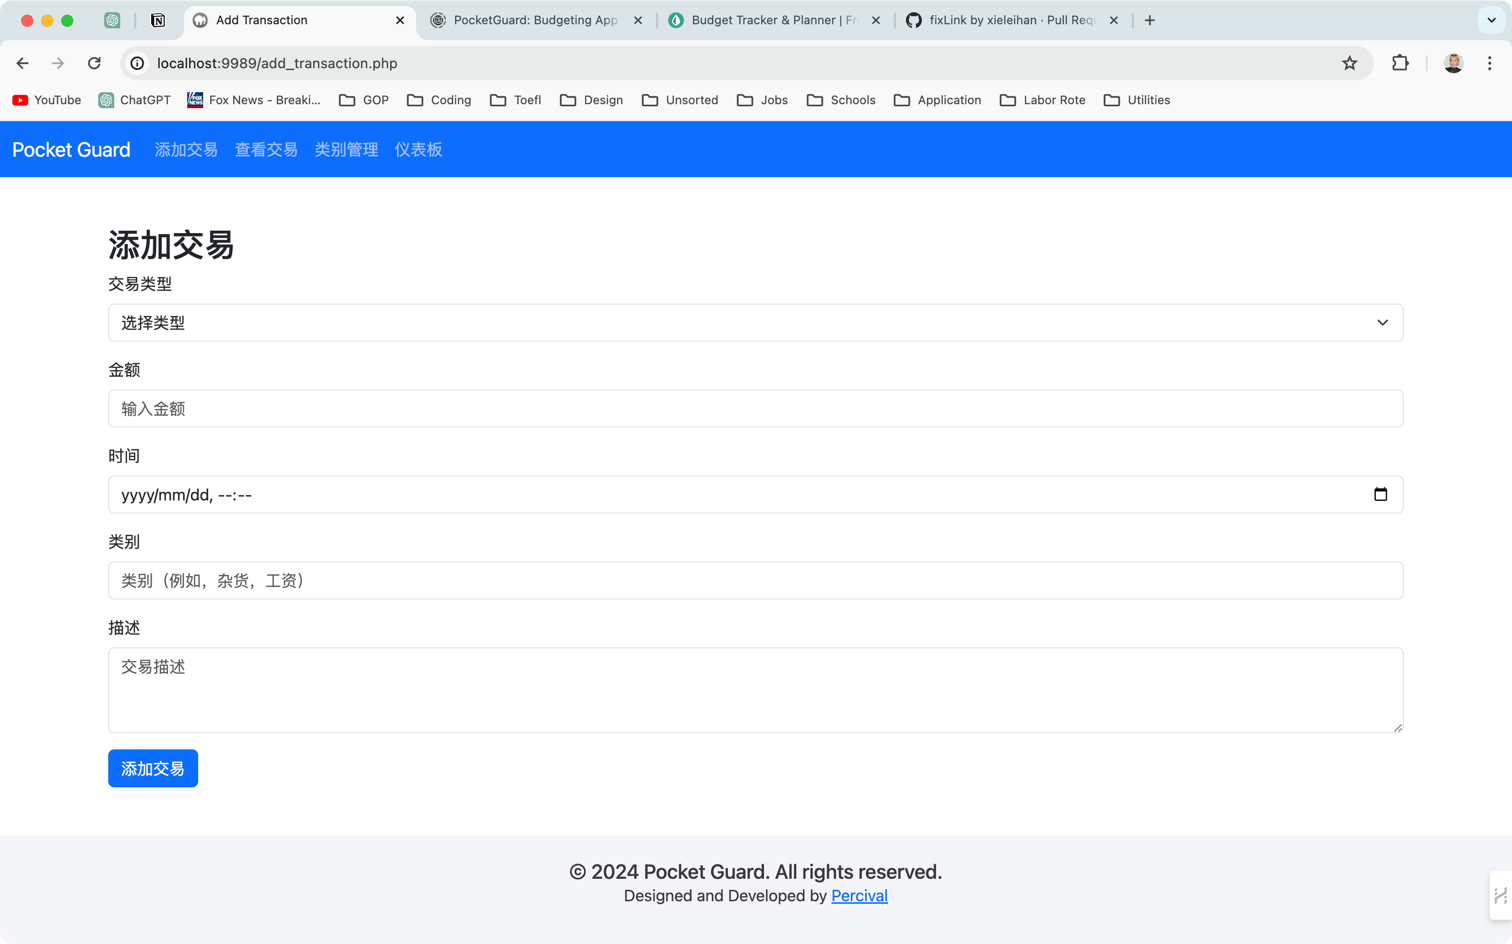 Add Transaction
PocketGuard: Budgeting App
Budget Tracker & Planner | Fr
fixLink by xieleihan · Pull Requ
localhost:9989/add_transaction.php
YouTube
ChatGPT
Fox News - Breaki...
GOP
Coding
Toefl
Design
Unsorted
Jobs
Schools
Application
Labor Rote
Utilities
Pocket Guard
添加交易
查看交易
类别管理
仪表板
添加交易
交易类型
选择类型
金额
输入金额
时间
yyyy/mm/dd, --:--
类别
类别（例如，杂货，工资）
描述
交易描述
添加交易
© 2024 Pocket Guard. All rights reserved.
Designed and Developed by Percival